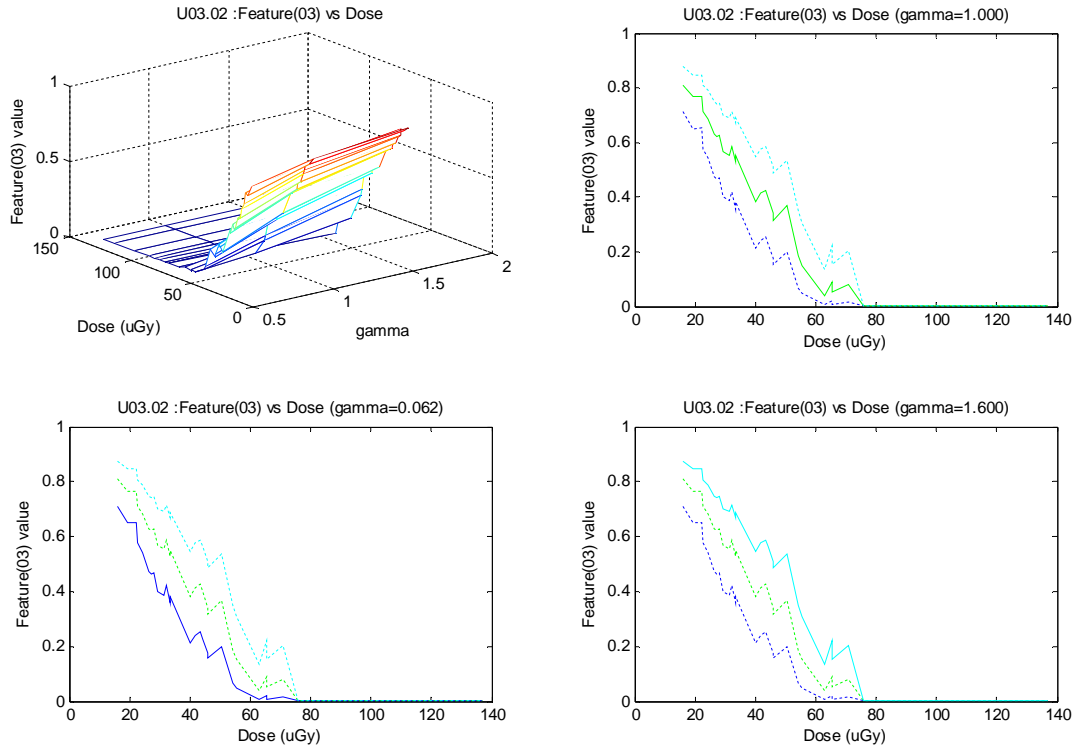 U03.02 :Feature(03) vs Dose
1
0.5
0
150
100
50
0
0.5
1
1.5
2
Feature(03) value
Dose (uGy)
gamma
U03.02 :Feature(03) vs Dose (gamma=1.000)
1
0.8
0.6
0.4
0.2
0
0 20 40 60 80 100 120 140
Feature(03) value
Dose (uGy)
U03.02 :Feature(03) vs Dose (gamma=0.062)
1
0.8
0.6
0.4
0.2
0
0 20 40 60 80 100 120 140
Feature(03) value
Dose (uGy)
U03.02 :Feature(03) vs Dose (gamma=1.600)
1
0.8
0.6
0.4
0.2
0
0 20 40 60 80 100 120 140
Feature(03) value
Dose (uGy)